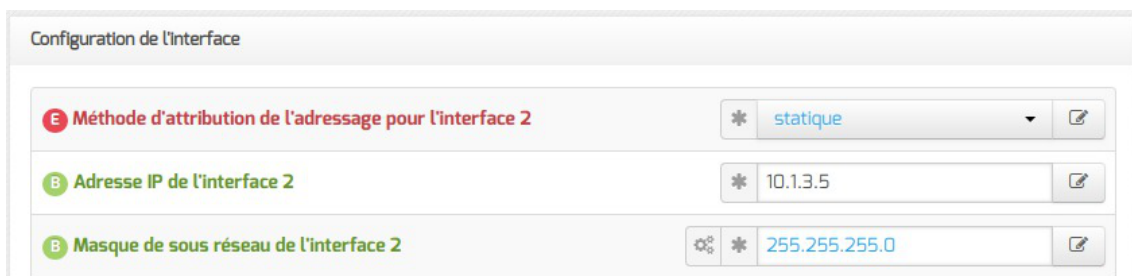 Configuration de l'interface
E Méthode d'attribution de l'adressage pour l'interface 2 * statique
B Adresse IP de l'interface 2 * 10.1.3.5
B Masque de sous réseau de l'interface 2 * 255.255.255.0